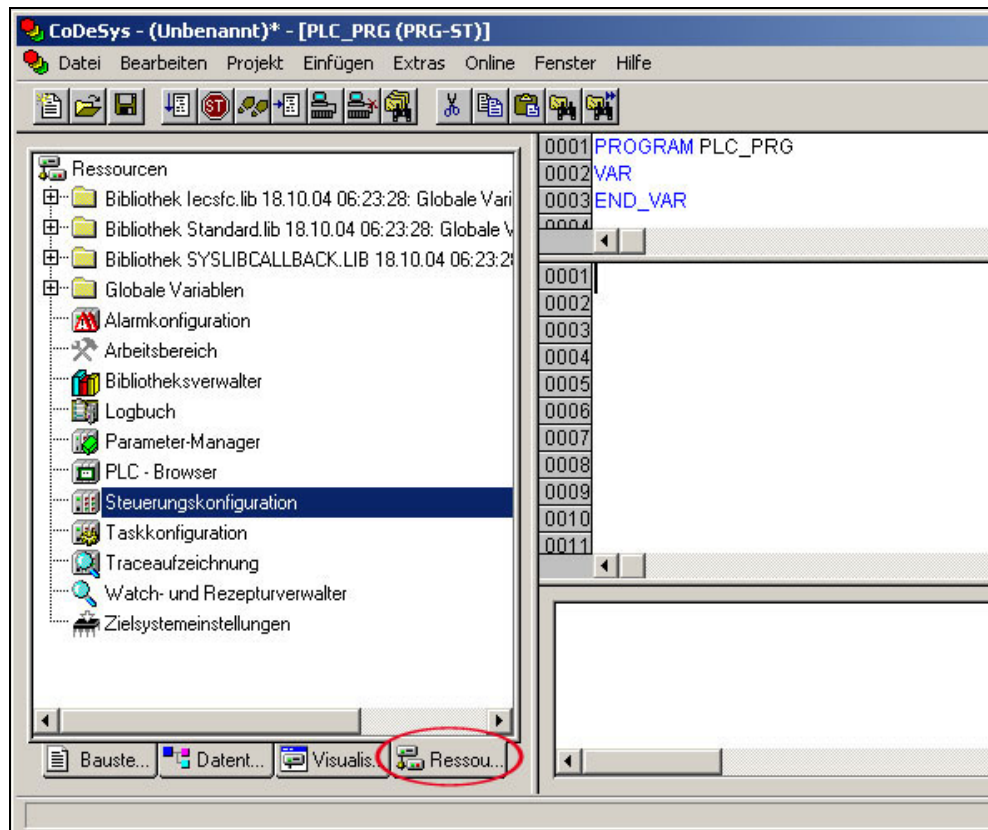 CoDeSys - (Unbenannt)* - [PLC_PRG (PRG-ST)]
Datei Bearbeiten Projekt Einfügen Extras Online Fenster Hilfe
ST
Ressourcen
Bibliothek Iecsfc.lib 18.10.04 06:23:28: Globale Vari
Bibliothek Standard.lib 18.10.04 06:23:28: Globale V
Bibliothek SYSLIBCALLBACK.LIB 18.10.04 06:23:28
Globale Variablen
Alarmkonfiguration
Arbeitsbereich
Bibliotheksverwalter
Logbuch
Parameter-Manager
PLC - Browser
Steuerungskonfiguration
Taskkonfiguration
Traceaufzeichnung
Watch- und Rezepturverwalter
Zielsystemeinstellungen
Bauste... Datent... Visualis... Ressou...
0001 PROGRAM PLC_PRG
0002 VAR
0003 END_VAR
0004
0001
0002
0003
0004
0005
0006
0007
0008
0009
0010
0011